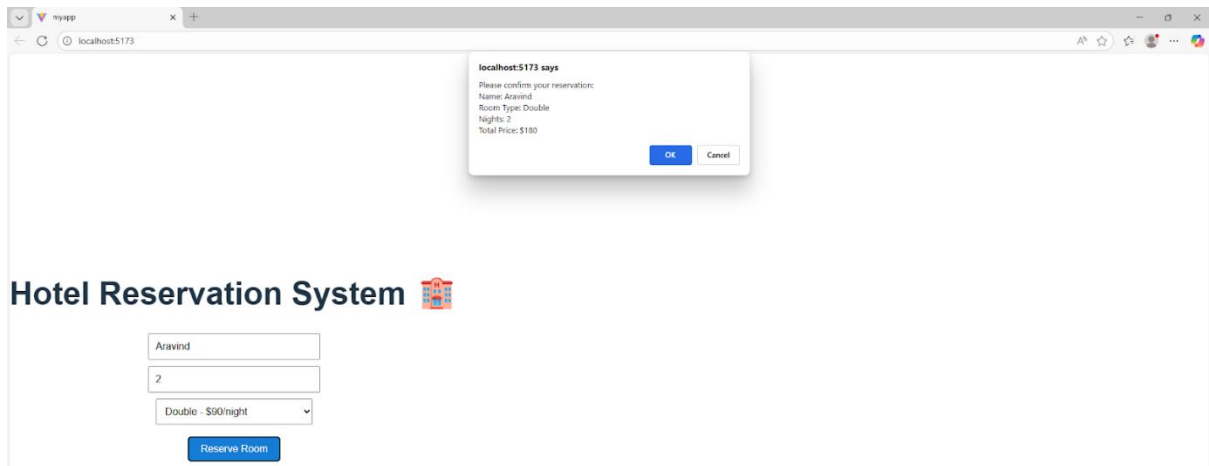 myapp
localhost:5173
localhost:5173 says
Please confirm your reservation:
Name: Aravind
Room Type: Double
Nights: 2
Total Price: $180
OK Cancel
Hotel Reservation System
Aravind
2
Double - $90/night
Reserve Room